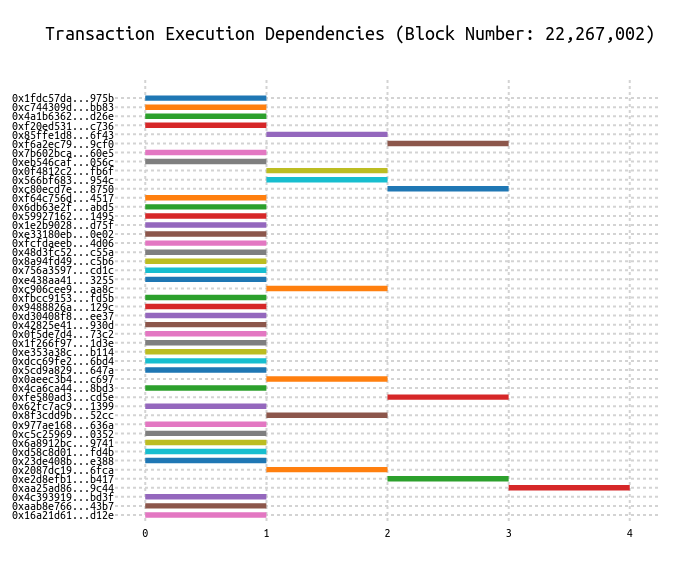 Transaction Execution Dependencies (Block Number: 22,267,002)
0x1fdc57da...975b
0xc744309d...bb83
0x4a1b6362...d26e
0xf20ed531...c736
0x85ffe1d8...6f43
0xf6a2ec79...9cf0
0x7b602bca...60e5
0xeb546caf...056c
0x0f4812c2...fb6f
0x566bf683...954c
0xc80ecd7e...8750
0xf64c756d...4517
0x6db63e2f...abd5
0x59927162...1495
0x1e2b9028...d75f
0xe33180eb...0e02
0xfcfdaeeb...4d06
0x48d3fc52...c55a
0x8a94fd49...c5b6
0x756a3597...cd1c
0xe438aa41...3255
0xc906cee9...aa8c
0xfbcc9153...fd5b
0x9488826a...129c
0xd30408f8...ee37
0x42825e41...930d
0x0f5de7d4...73c2
0x1f266f97...1d3e
0xe353a38c...b114
0xdcc69fe2...6bd4
0x5cd9a829...647a
0x0aeec3b4...c697
0x4ca6ca44...8bd3
0xfe580ad3...cd5e
0x62fc7ac9...1399
0x8f3cdd9b...52cc
0x977ae168...636a
0xc5c25969...0352
0x6a8912bc...9741
0xd58c8d01...fd4b
0x23de408b...e388
0x2087dc19...6fca
0xe2d8efb1...b417
0xaa25ad86...9c44
0x4c393919...bd3f
0xaab8e766...43b7
0x16a21d61...d12e
0 1 2 3 4